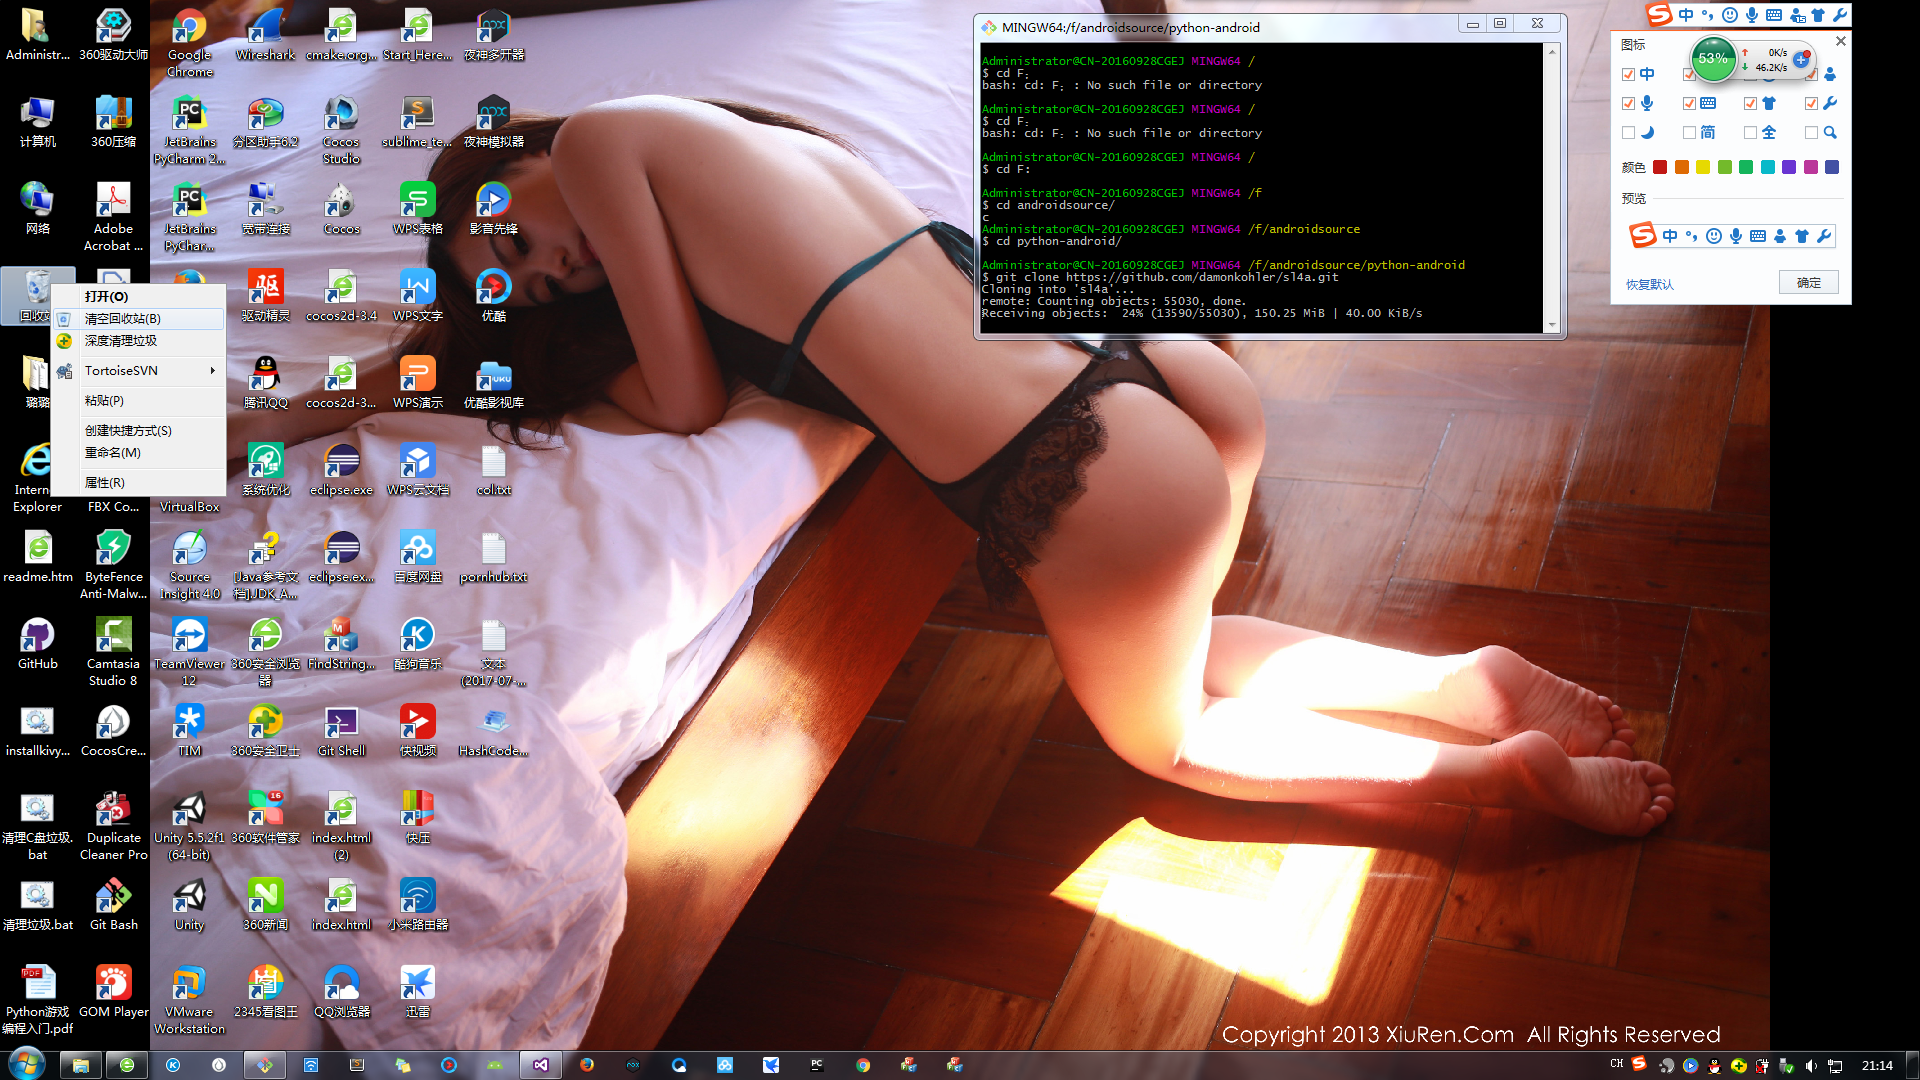 Administr...
360驱动大师
Google Chrome
Wireshark
cmake.org...
Start_Here...
夜神多开器
计算机
360压缩
JetBrains PyCharm 2...
分区助手6.2
Cocos Studio
sublime_te...
夜神模拟器
网络
Adobe Acrobat ...
JetBrains PyChar...
宽带连接
Cocos
WPS表格
影音先锋
回收站
驱动精灵
cocos2d-3.4
WPS文字
优酷
打开(O)
清空回收站(B)
深度清理垃圾
TortoiseSVN
粘贴(P)
创建快捷方式(S)
重命名(M)
属性(R)
璐璐
腾讯QQ
cocos2d-3...
WPS演示
优酷影视库
Intern
Explorer
FBX Co...
VirtualBox
系统优化
eclipse.exe
WPS云文档
col.txt
readme.htm
ByteFence Anti-Malw...
Source Insight 4.0
[Java参考文档].JDK_A...
eclipse.ex...
百度网盘
pornhub.txt
GitHub
Camtasia Studio 8
TeamViewer 12
360安全浏览器
FindString...
酷狗音乐
文本 (2017-07-...
installkivy...
CocosCre...
TIM
360安全卫士
Git Shell
快视频
HashCode...
清理C盘垃圾.bat
Duplicate Cleaner Pro
Unity 5.5.2f1 (64-bit)
360软件管家
16
index.html (2)
快压
清理垃圾.bat
Git Bash
Unity
360新闻
index.html
小米路由器
Python游戏编程入门.pdf
GOM Player
VMware Workstation
2345看图王
QQ浏览器
迅雷
MINGW64:/f/androidsource/python-android
Administrator@CN-20160928CGEJ MINGW64 /
$ cd F；
bash: cd: F；: No such file or directory
Administrator@CN-20160928CGEJ MINGW64 /
$ cd F；
bash: cd: F；: No such file or directory
Administrator@CN-20160928CGEJ MINGW64 /
$ cd F:
Administrator@CN-20160928CGEJ MINGW64 /f
$ cd androidsource/
c
Administrator@CN-20160928CGEJ MINGW64 /f/androidsource
$ cd python-android/
Administrator@CN-20160928CGEJ MINGW64 /f/androidsource/python-android
$ git clone https://github.com/damonkohler/sl4a.git
Cloning into 'sl4a'...
remote: Counting objects: 55030, done.
Receiving objects:  24% (13590/55030), 150.25 MiB | 40.00 KiB/s
中
图标
53%
0K/s
46.2K/s
中
简
全
颜色
预览
中
恢复默认
确定
Copyright 2013 XiuRen.Com  All Rights Reserved
CH
21:14